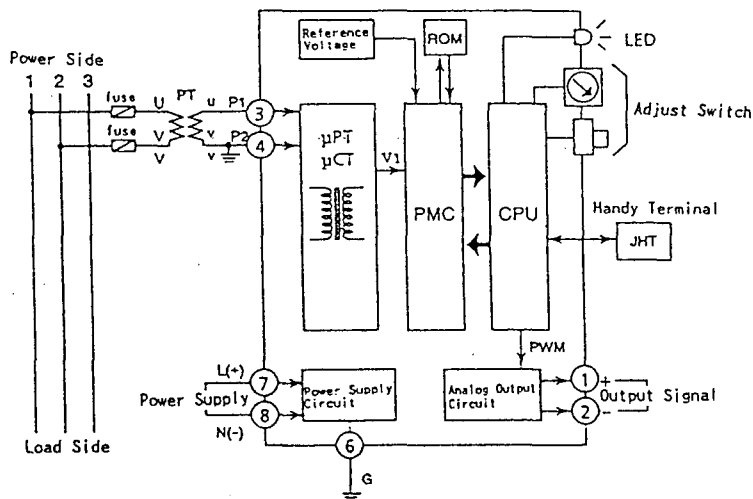 Power Side
1 2 3
fuse
U
PT
u
P1
3
fuse
V
V
v
v
P2
4
Reference
Voltage
ROM
LED
Adjust Switch
μPT
μCT
V1
PMC
CPU
Handy Terminal
JHT
PWM
L(+)
7
Power Supply
8
N(-)
Power Supply
Circuit
Analog Output
Circuit
1
+
Output Signal
2
-
6
G
Load Side